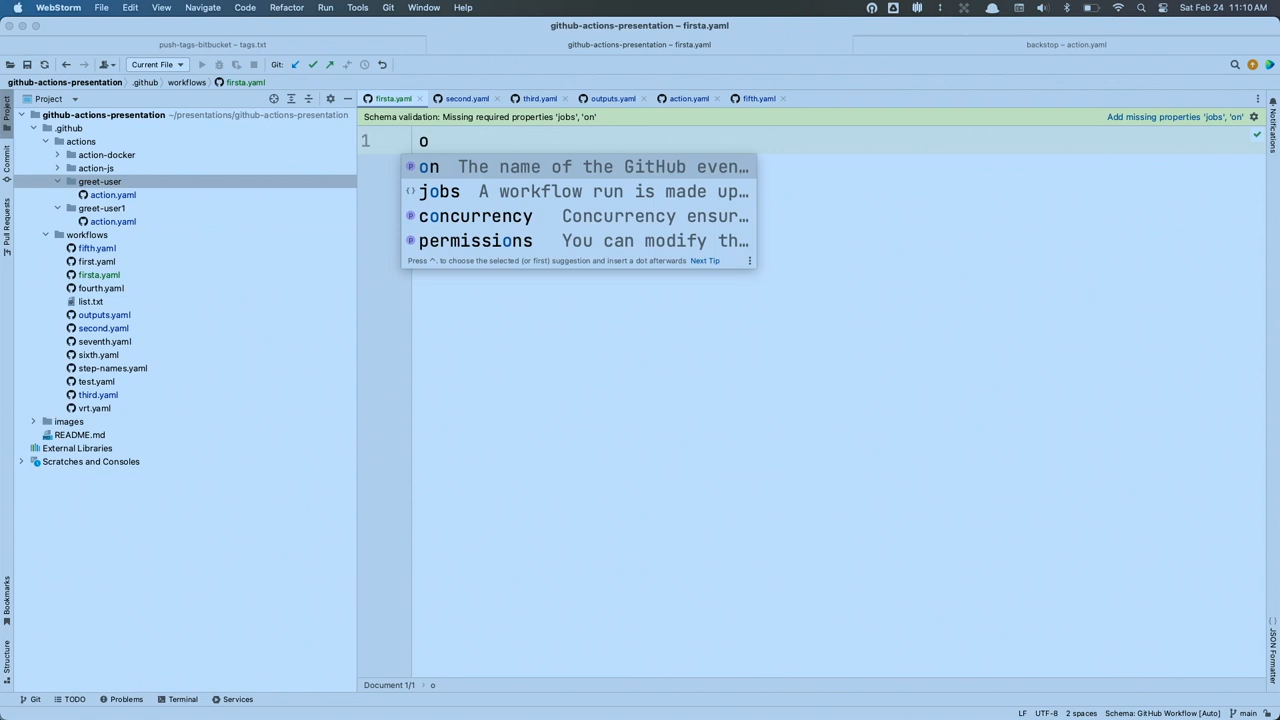 WebStorm File Edit View Navigate Code Refactor Run Tools Git Window Help Sat Feb 24 11:10 AM
github-actions-presentation – firsta.yaml
push-tags-bitbucket – tags.txt github-actions-presentation – firsta.yaml backstop – action.yaml
Current File Git:
github-actions-presentation .github workflows firsta.yaml
Project firsta.yaml second.yaml third.yaml outputs.yaml action.yaml fifth.yaml
Schema validation: Missing required properties 'jobs', 'on' Add missing properties 'jobs', 'on'
github-actions-presentation ~/presentations/github-actions-presentation
.github
actions
action-docker
action-js
greet-user
action.yaml
greet-user1
action.yaml
workflows
fifth.yaml
first.yaml
firsta.yaml
fourth.yaml
list.txt
outputs.yaml
second.yaml
seventh.yaml
sixth.yaml
step-names.yaml
test.yaml
third.yaml
vrt.yaml
images
README.md
External Libraries
Scratches and Consoles
1 o
on The name of the GitHub even…
jobs A workflow run is made up…
concurrency Concurrency ensur…
permissions You can modify th…
Press ^. to choose the selected (or first) suggestion and insert a dot afterwards Next Tip
Project
Commit
Pull Requests
Bookmarks
Structure
Notifications
JSON Formatter
Document 1/1 o
Git TODO Problems Terminal Services
LF UTF-8 2 spaces Schema: GitHub Workflow [Auto] main